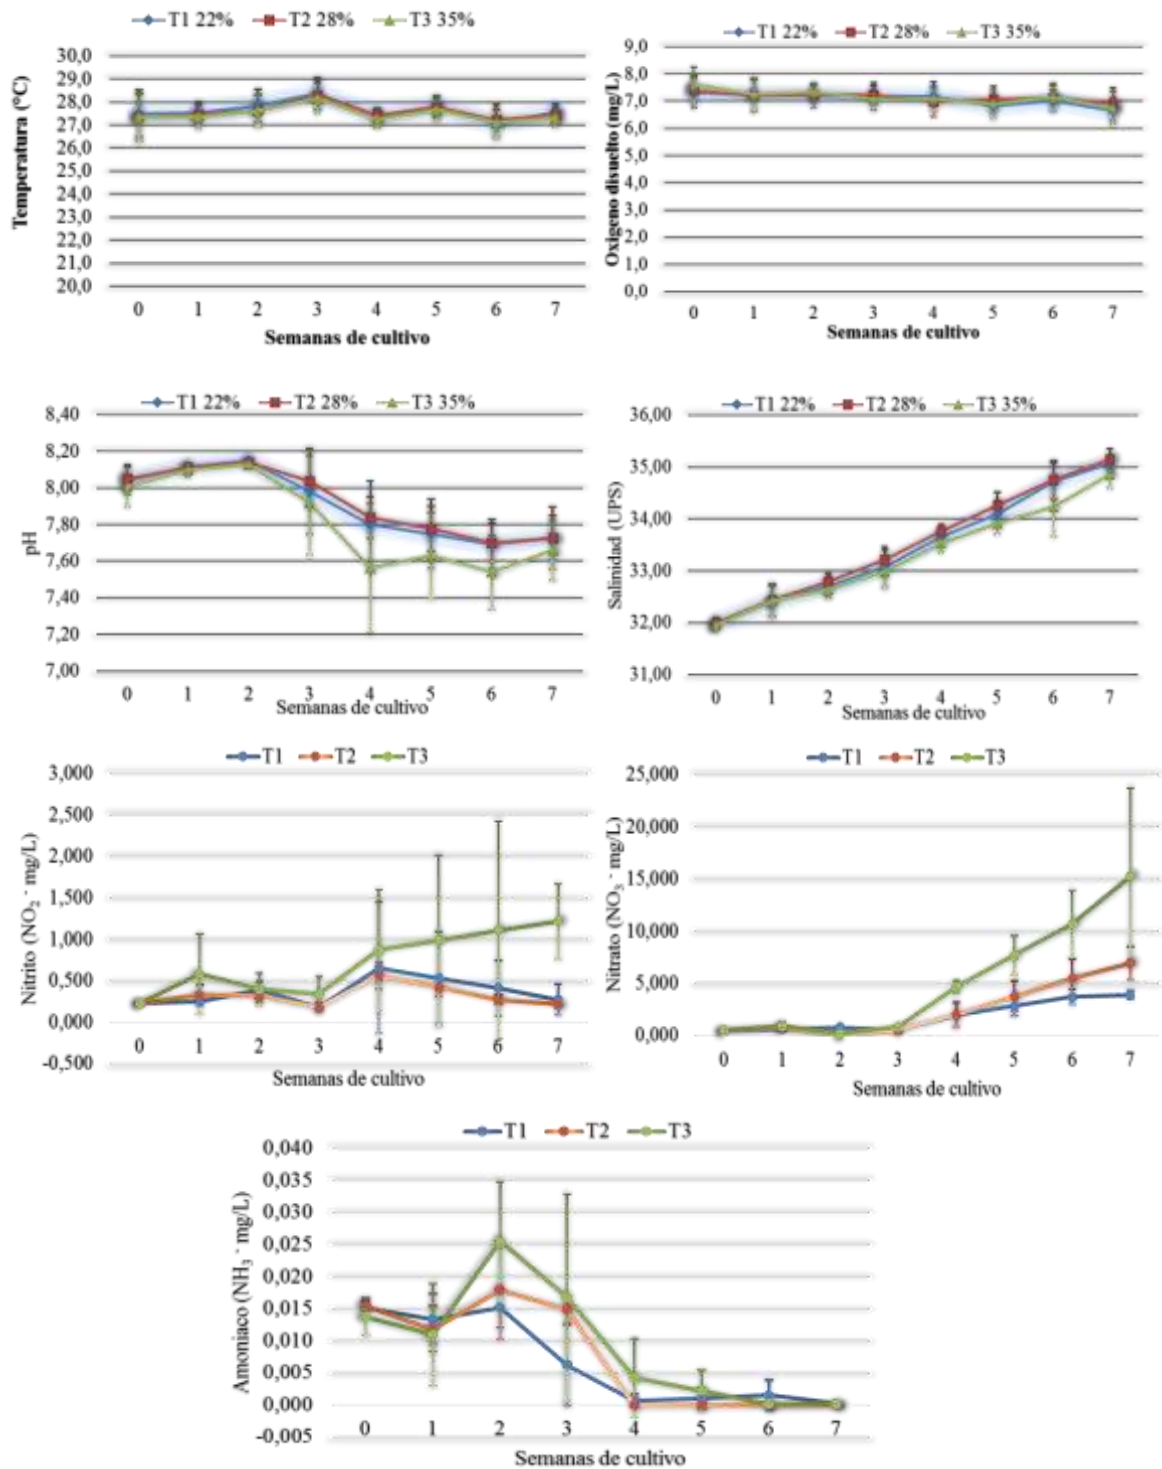 T1 22% T2 28% T3 35%
Temperatura (°C)
30,0
29,0
28,0
27,0
26,0
25,0
24,0
23,0
22,0
21,0
20,0
0 1 2 3 4 5 6 7
Semanas de cultivo
T1 22% T2 28% T3 35%
Oxigeno disuelto (mg/L)
9,0
8,0
7,0
6,0
5,0
4,0
3,0
2,0
1,0
0,0
0 1 2 3 4 5 6 7
Semanas de cultivo
T1 22% T2 28% T3 35%
pH
8,40
8,20
8,00
7,80
7,60
7,40
7,20
7,00
0 1 2 3 4 5 6 7
Semanas de cultivo
T1 22% T2 28% T3 35%
Salinidad (UPS)
36,00
35,00
34,00
33,00
32,00
31,00
0 1 2 3 4 5 6 7
Semanas de cultivo
T1 T2 T3
Nitrito (NO₂⁻ mg/L)
3,000
2,500
2,000
1,500
1,000
0,500
0,000
-0,500
0 1 2 3 4 5 6 7
Semanas de cultivo
T1 T2 T3
Nitrato (NO₃⁻ mg/L)
25,000
20,000
15,000
10,000
5,000
0,000
0 1 2 3 4 5 6 7
Semanas de cultivo
T1 T2 T3
Amoniaco (NH₃⁻ mg/L)
0,040
0,035
0,030
0,025
0,020
0,015
0,010
0,005
0,000
-0,005
0 1 2 3 4 5 6 7
Semanas de cultivo